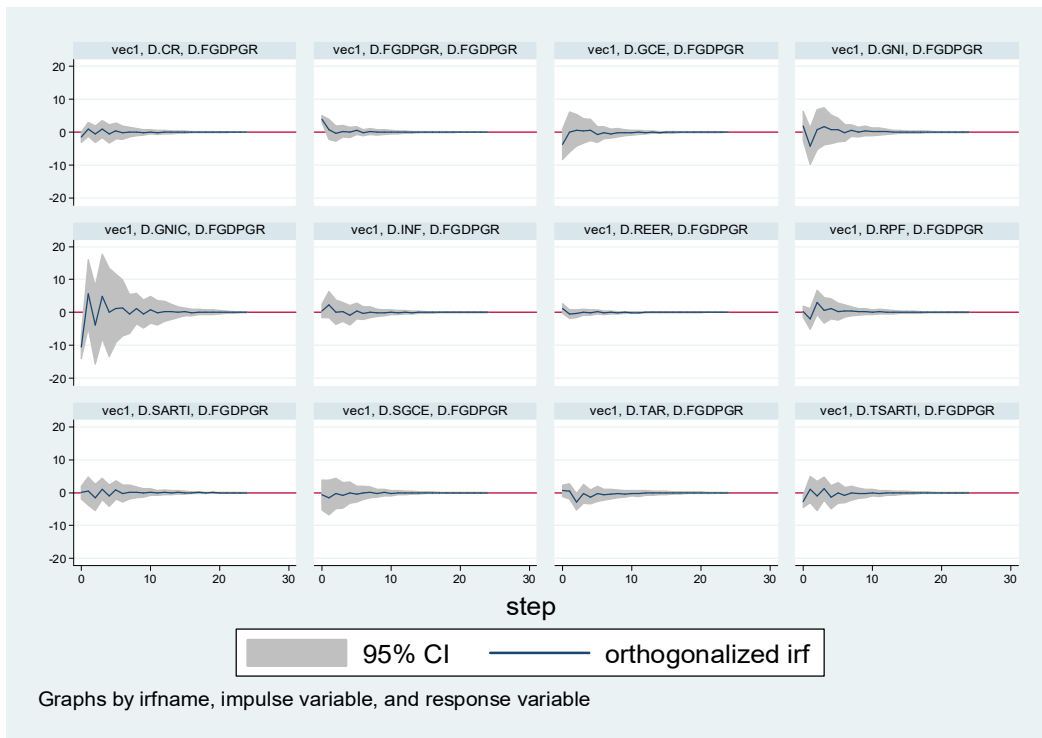 vec1, D.CR, D.FGDPGR
vec1, D.FGDPGR, D.FGDPGR
vec1, D.GCE, D.FGDPGR
vec1, D.GNI, D.FGDPGR
20
10
0
-10
-20
vec1, D.GNIC, D.FGDPGR
vec1, D.INF, D.FGDPGR
vec1, D.REER, D.FGDPGR
vec1, D.RPF, D.FGDPGR
20
10
0
-10
-20
vec1, D.SARTI, D.FGDPGR
vec1, D.SGCE, D.FGDPGR
vec1, D.TAR, D.FGDPGR
vec1, D.TSARTI, D.FGDPGR
20
10
0
-10
-20
0 10 20 30
0 10 20 30
0 10 20 30
0 10 20 30
step
95% CI
orthogonalized irf
Graphs by irfname, impulse variable, and response variable